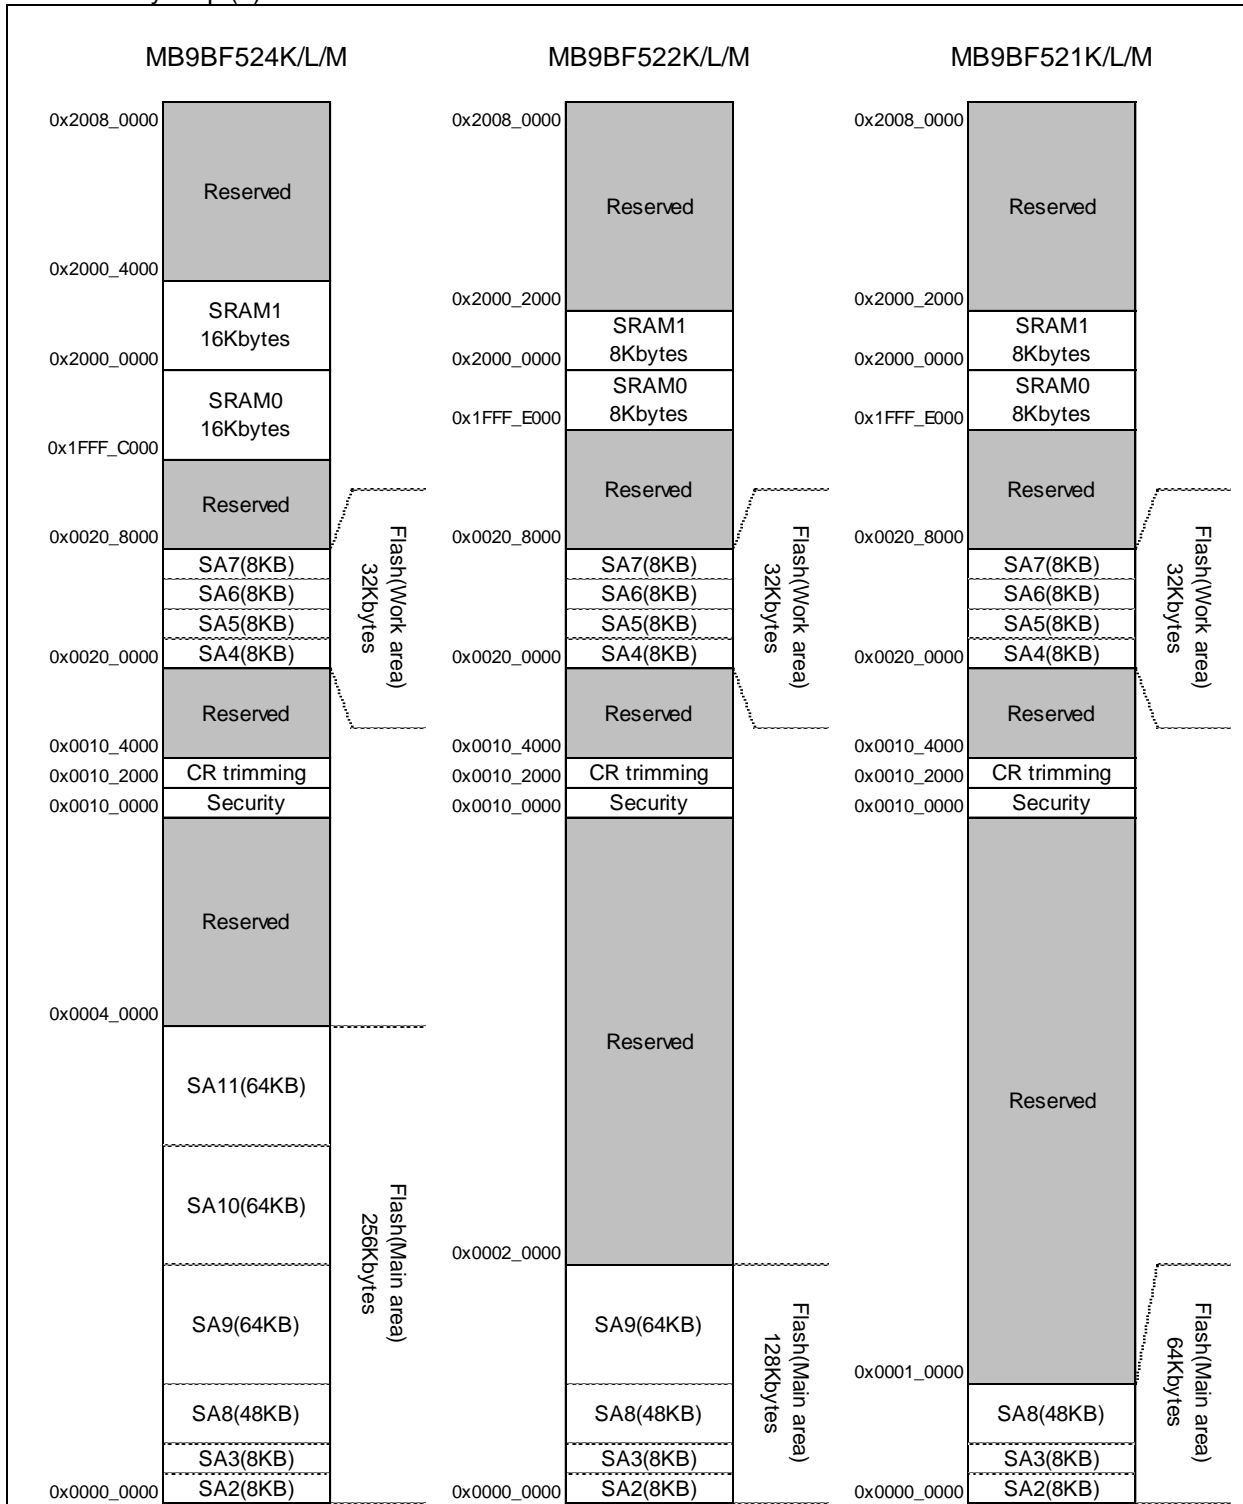 MB9BF524K/L/M
0x2008_0000
Reserved
0x2000_4000
SRAM1
16Kbytes
0x2000_0000
SRAM0
16Kbytes
0x1FFF_C000
Reserved
0x0020_8000
SA7(8KB)
SA6(8KB)
SA5(8KB)
SA4(8KB)
0x0020_0000
Flash(Work area)
32Kbytes
Reserved
0x0010_4000
CR trimming
0x0010_2000
Security
0x0010_0000
Reserved
0x0004_0000
SA11(64KB)
SA10(64KB)
SA9(64KB)
SA8(48KB)
SA3(8KB)
SA2(8KB)
0x0000_0000
Flash(Main area)
256Kbytes
MB9BF522K/L/M
0x2008_0000
Reserved
0x2000_2000
SRAM1
8Kbytes
0x2000_0000
SRAM0
8Kbytes
0x1FFF_E000
Reserved
0x0020_8000
SA7(8KB)
SA6(8KB)
SA5(8KB)
SA4(8KB)
0x0020_0000
Flash(Work area)
32Kbytes
Reserved
0x0010_4000
CR trimming
0x0010_2000
Security
0x0010_0000
Reserved
0x0002_0000
SA9(64KB)
SA8(48KB)
SA3(8KB)
SA2(8KB)
0x0000_0000
Flash(Main area)
128Kbytes
MB9BF521K/L/M
0x2008_0000
Reserved
0x2000_2000
SRAM1
8Kbytes
0x2000_0000
SRAM0
8Kbytes
0x1FFF_E000
Reserved
0x0020_8000
SA7(8KB)
SA6(8KB)
SA5(8KB)
SA4(8KB)
0x0020_0000
Flash(Work area)
32Kbytes
Reserved
0x0010_4000
CR trimming
0x0010_2000
Security
0x0010_0000
Reserved
0x0001_0000
SA8(48KB)
SA3(8KB)
SA2(8KB)
0x0000_0000
Flash(Main area)
64Kbytes